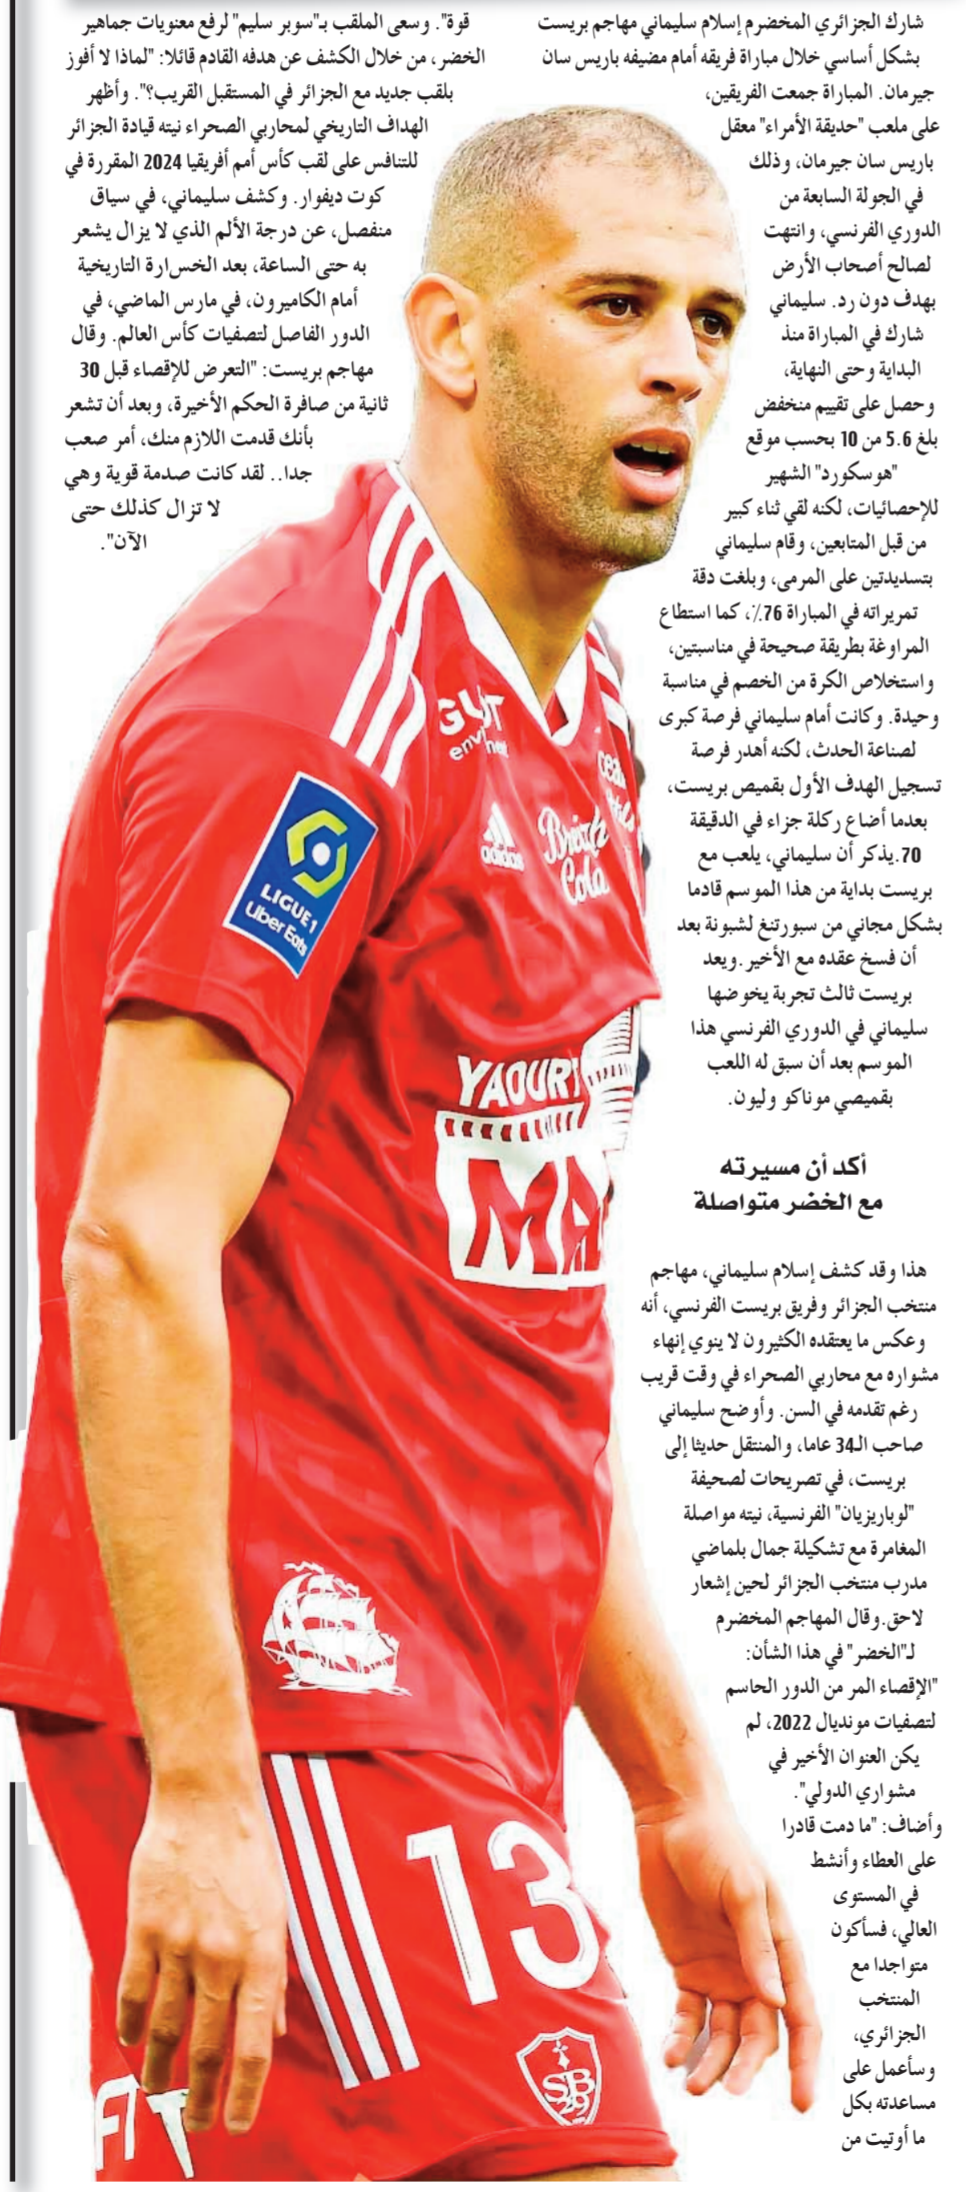 شارك الجزائري المخضرم إسلام سليماني مهاجم بريست
بشكل أساسي خلال مباراة فريقه أمام مضيفه باريس سان
جيرمان. المباراة جمعت الفريقين،
على ملعب "حديقة الأمراء" معقل
باريس سان جيرمان، وذلك
في الجولة السابعة من
الدوري الفرنسي، وانتهت
لصالح أصحاب الأرض
بهدف دون رد. سليماني
شارك في المباراة منذ
البداية وحتى النهاية،
وحصل على تقييم منخفض
بلغ 5.6 من 10 بحسب موقع
"هوسكورد" الشهير
للإحصائيات، لكنه لقي ثناء كبير
من قبل المتابعين، وقام سليماني
بتسديدتين على المرمى، وبلغت دقة
تمريراته في المباراة 76٪، كما استطاع
المراوغة بطريقة صحيحة في مناسبتين،
واستخلاص الكرة من الخصم في مناسبة
وحيدة. وكانت أمام سليماني فرصة كبرى
لصناعة الحدث، لكنه أهدر فرصة
تسجيل الهدف الأول بقميص بريست،
بعدما أضاع ركلة جزاء في الدقيقة
70.يذكر أن سليماني، يلعب مع
بريست بداية من هذا الموسم قادما
بشكل مجاني من سبورتنغ لشبونة بعد
أن فسخ عقده مع الأخير.ويعد
بريست ثالث تجربة يخوضها
سليماني في الدوري الفرنسي هذا
الموسم بعد أن سبق له اللعب
بقميصي موناكو وليون.
أكد أن مسيرته
مع الخضر متواصلة
هذا وقد كشف إسلام سليماني، مهاجم
منتخب الجزائر وفريق بريست الفرنسي، أنه
وعكس ما يعتقده الكثيرون لا ينوي إنهاء
مشواره مع محاربي الصحراء في وقت قريب
رغم تقدمه في السن. وأوضح سليماني
صاحب الـ34 عاما، والمنتقل حديثا إلى
بريست، في تصريحات لصحيفة
"لوباريزيان" الفرنسية، نيته مواصلة
المغامرة مع تشكيلة جمال بلماضي
مدرب منتخب الجزائر لحين إشعار
لاحق.وقال المهاجم المخضرم
لـ"الخضر" في هذا الشأن:
"الإقصاء المر من الدور الحاسم
لتصفيات مونديال 2022، لم
يكن العنوان الأخير في
مشواري الدولي".
وأضاف: "ما دمت قادرا
على العطاء وأنشط
في المستوى
العالي، فسأكون
متواجدا مع
المنتخب
الجزائري،
وسأعمل على
مساعدته بكل
ما أوتيت من
قوة". وسعى الملقب بـ"سوبر سليم" لرفع معنويات جماهير
الخضر، من خلال الكشف عن هدفه القادم قائلا: "لماذا لا أفوز
بلقب جديد مع الجزائر في المستقبل القريب؟". وأظهر
الهداف التاريخي لمحاربي الصحراء نيته قيادة الجزائر
للتنافس على لقب كأس أمم أفريقيا 2024 المقررة في
كوت ديفوار. وكشف سليماني، في سياق
منفصل، عن درجة الألم الذي لا يزال يشعر
به حتى الساعة، بعد الخسارة التاريخية
أمام الكاميرون، في مارس الماضي، في
الدور الفاصل لتصفيات كأس العالم. وقال
مهاجم بريست: "التعرض للإقصاء قبل 30
ثانية من صافرة الحكم الأخيرة، وبعد أن تشعر
بأنك قدمت اللازم منك، أمر صعب
جدا.. لقد كانت صدمة قوية وهي
لا تزال كذلك حتى
الآن".
adidas
Breizh
Cola
LIGUE 1
Uber Eats
YAOURT
13
SB
29